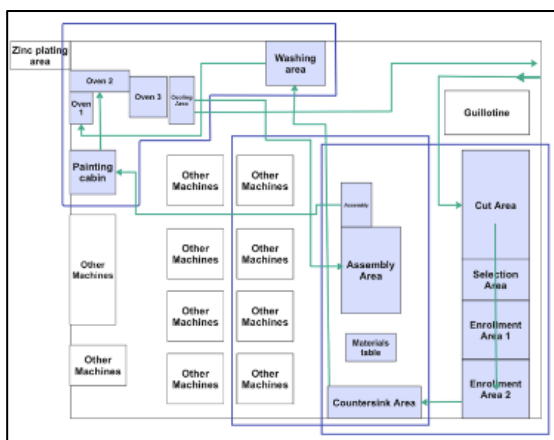 Zinc plating
area
Oven 2
Oven
1
Oven 3
Cooling
Area
Washing
area
Guillotine
Painting
cabin
Other
Machines
Other
Machines
Assembly
Cut Area
Other
Machines
Other
Machines
Other
Machines
Assembly
Area
Selection
Area
Other
Machines
Other
Machines
Materials
table
Enrollment
Area 1
Other
Machines
Other
Machines
Other
Machines
Countersink Area
Enrollment
Area 2